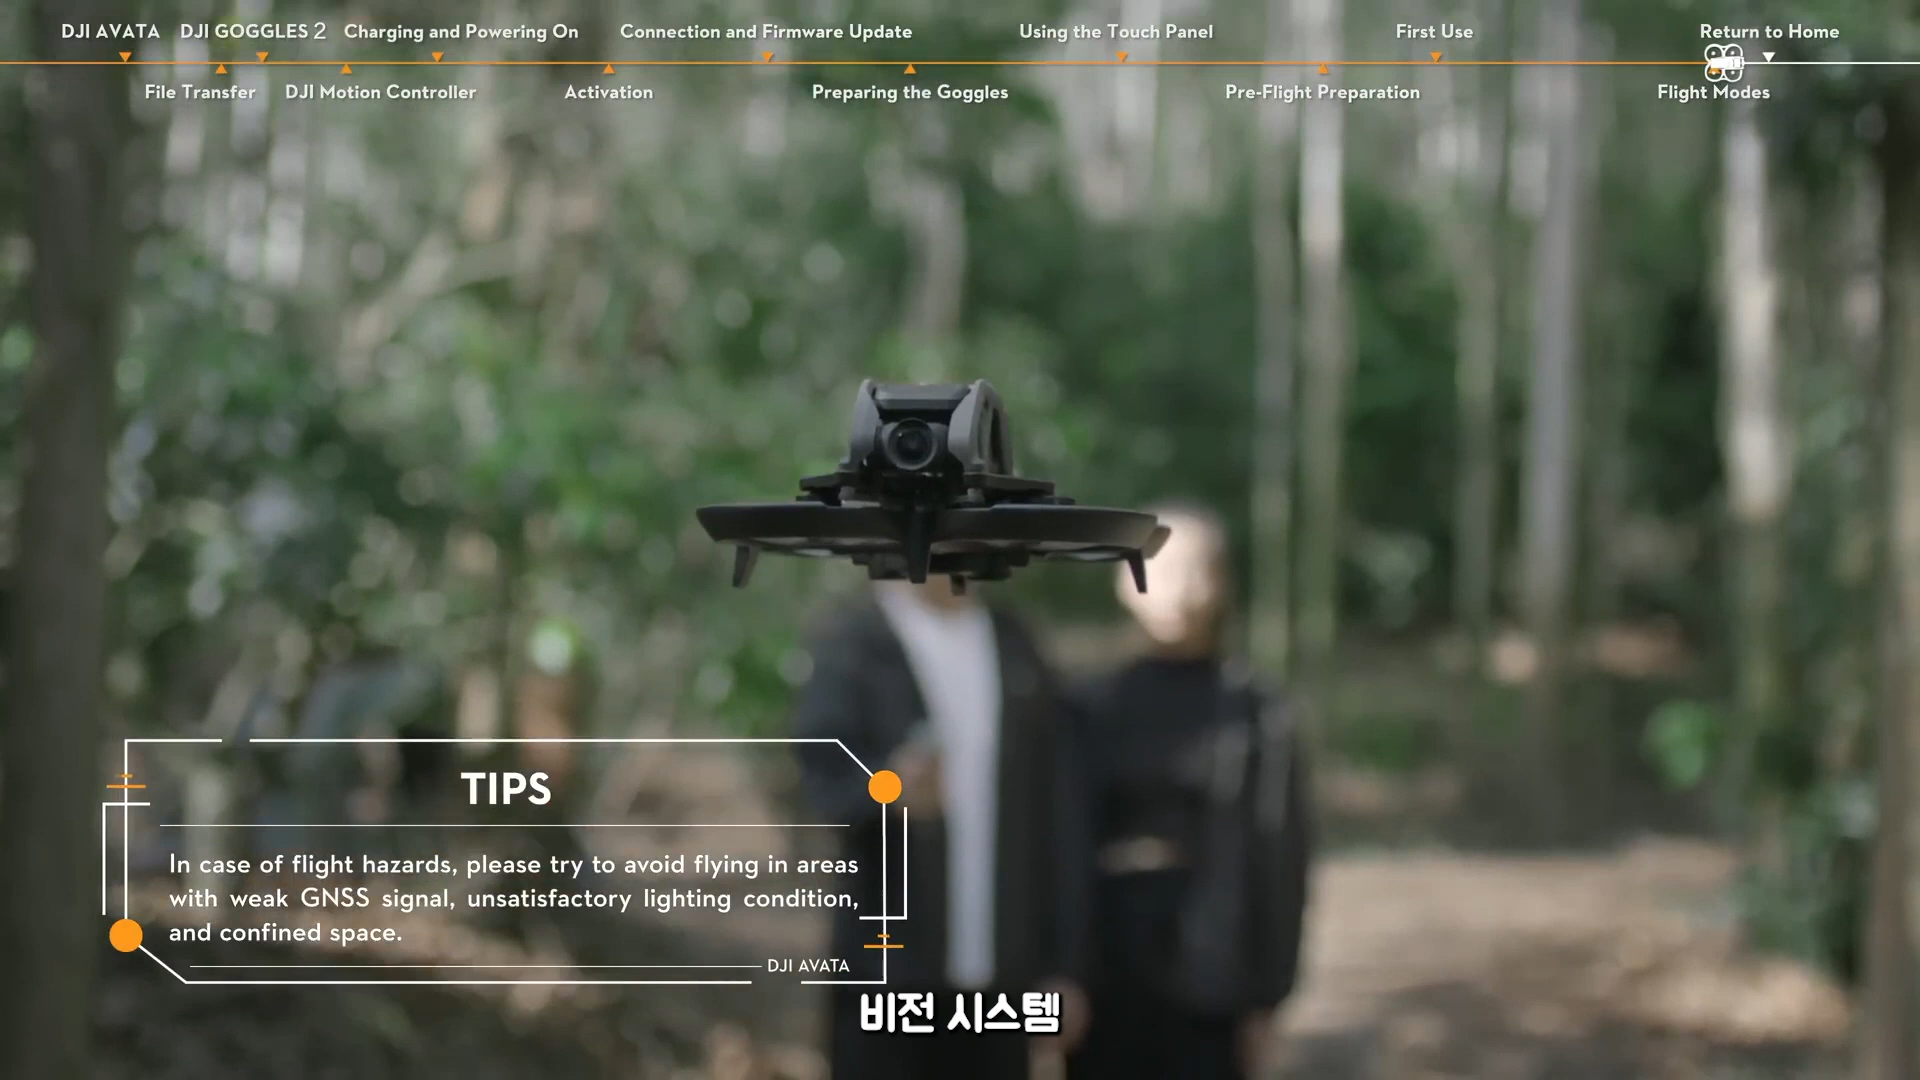 DJI AVATA
DJI GOGGLES 2
Charging and Powering On
Connection and Firmware Update
Using the Touch Panel
First Use
Return to Home
File Transfer
DJI Motion Controller
Activation
Preparing the Goggles
Pre-Flight Preparation
Flight Modes
TIPS
In case of flight hazards, please try to avoid flying in areas
with weak GNSS signal, unsatisfactory lighting condition,
and confined space.
DJI AVATA
비전 시스템